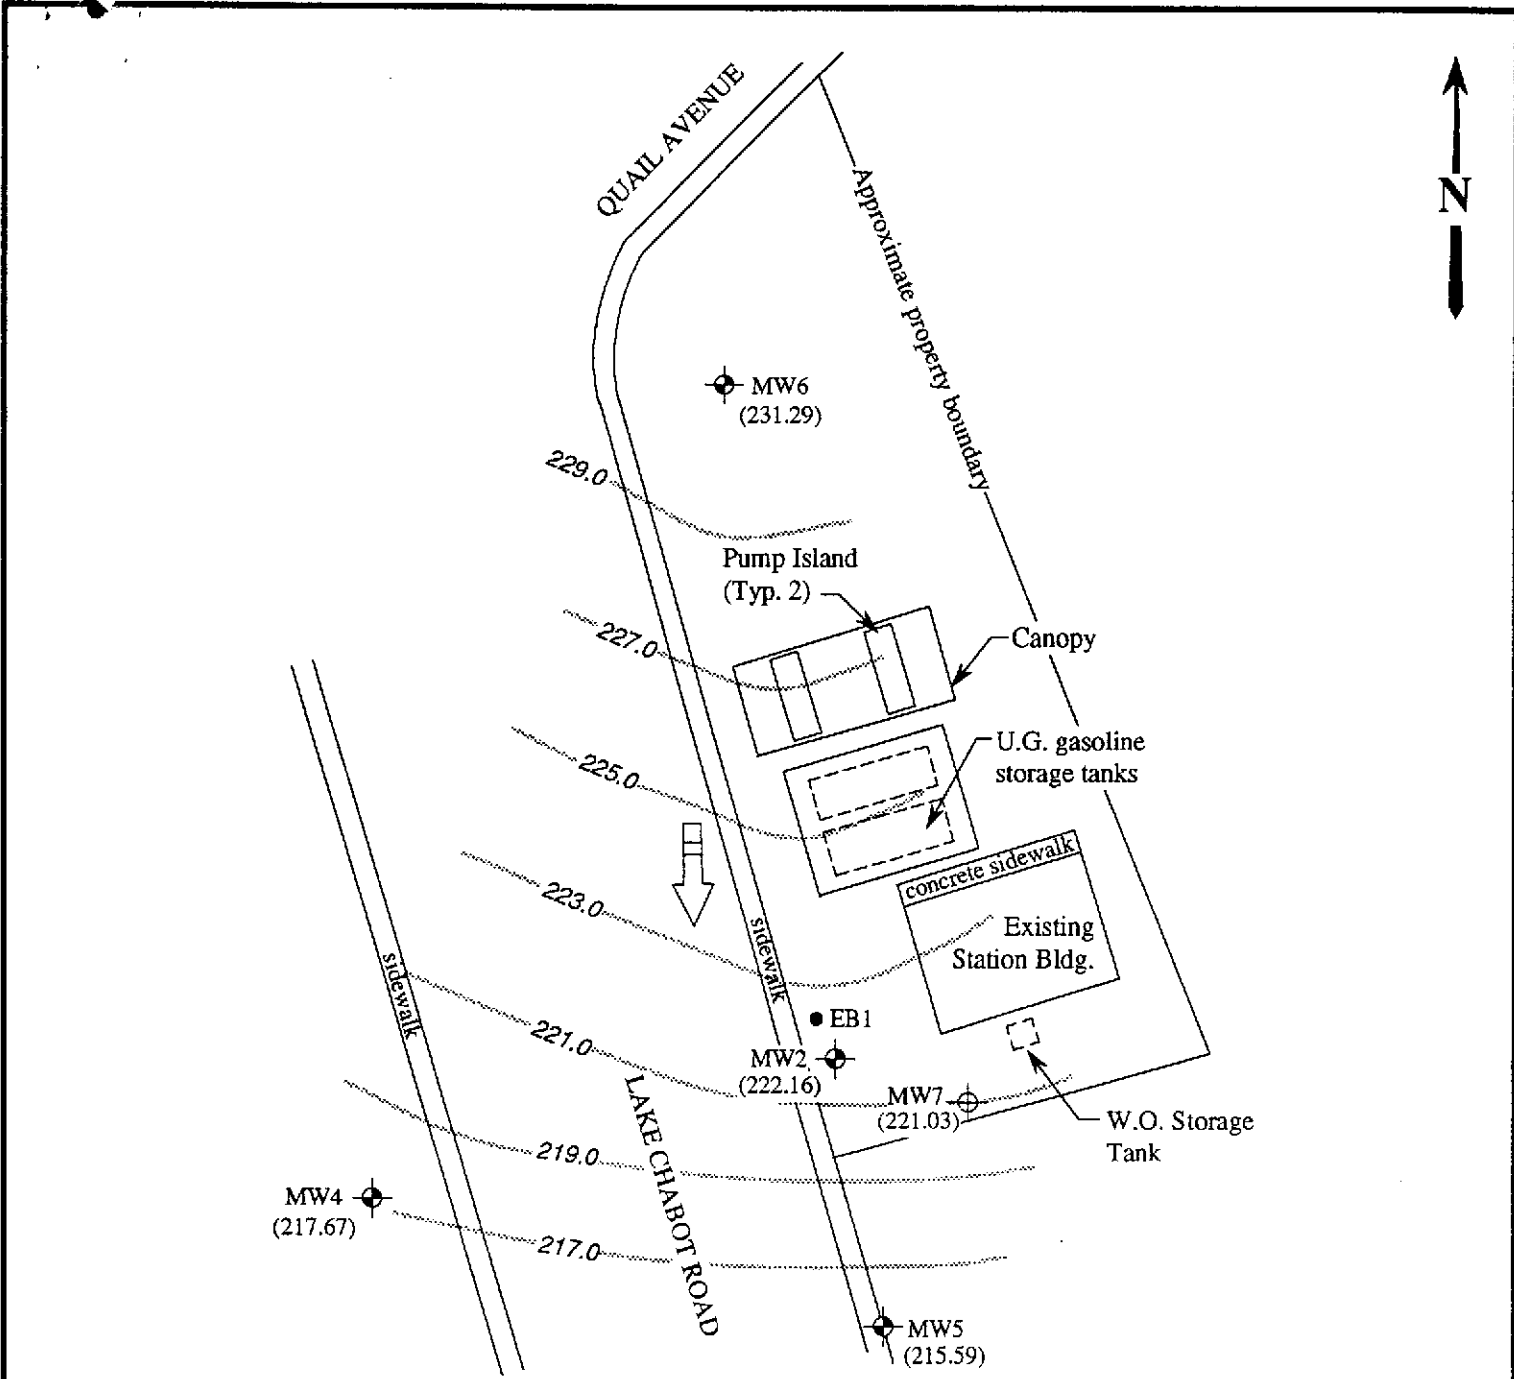 QUAIL AVENUE
N
Approximate property boundary
MW6
(231.29)
229.0
Pump Island
(Typ. 2)
227.0
Canopy
225.0
U.G. gasoline
storage tanks
concrete sidewalk
223.0
Existing
Station Bldg.
sidewalk
sidewalk
EB1
221.0
MW2
(222.16)
MW7
(221.03)
W.O. Storage
Tank
LAKE CHABOT ROAD
219.0
MW4
(217.67)
217.0
MW5
(215.59)